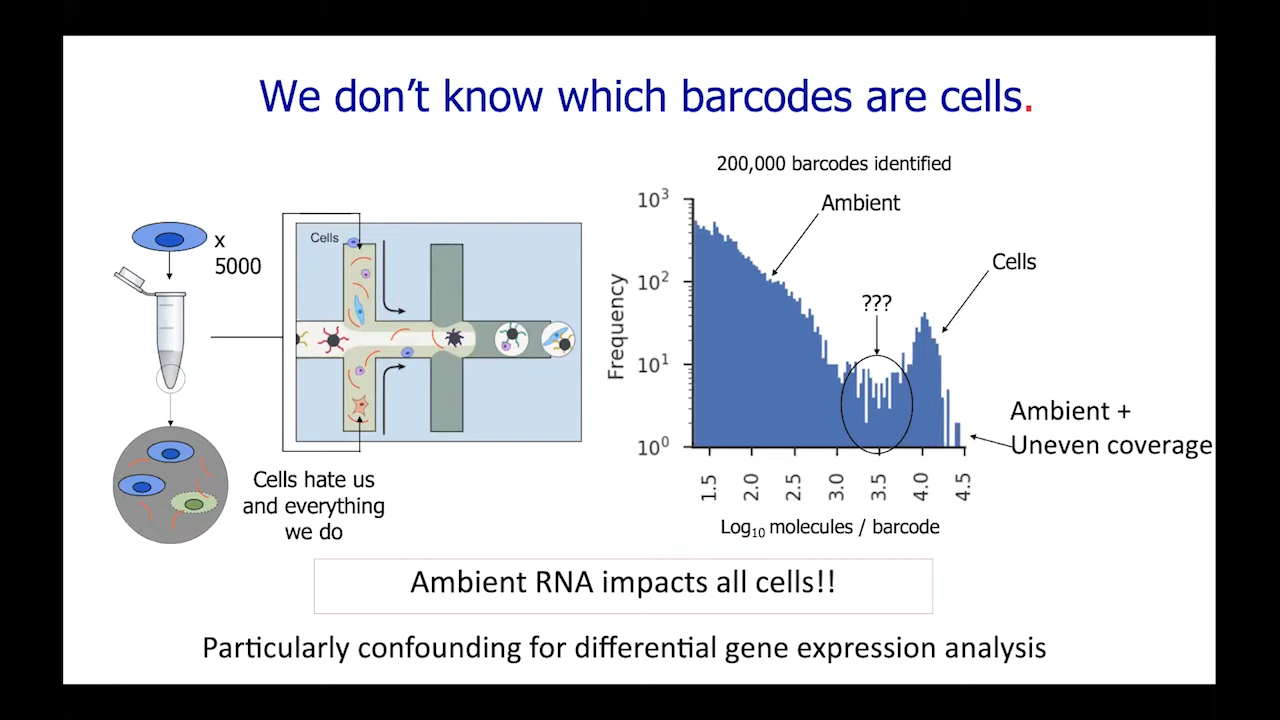 We don't know which barcodes are cells.
x
5000
Cells
Cells hate us
and everything
we do
200,000 barcodes identified
Ambient
Cells
???
Ambient +
Uneven coverage
Frequency
10³
10²
10¹
10⁰
1.5
2.0
2.5
3.0
3.5
4.0
4.5
Log₁₀ molecules / barcode
Ambient RNA impacts all cells!!
Particularly confounding for differential gene expression analysis